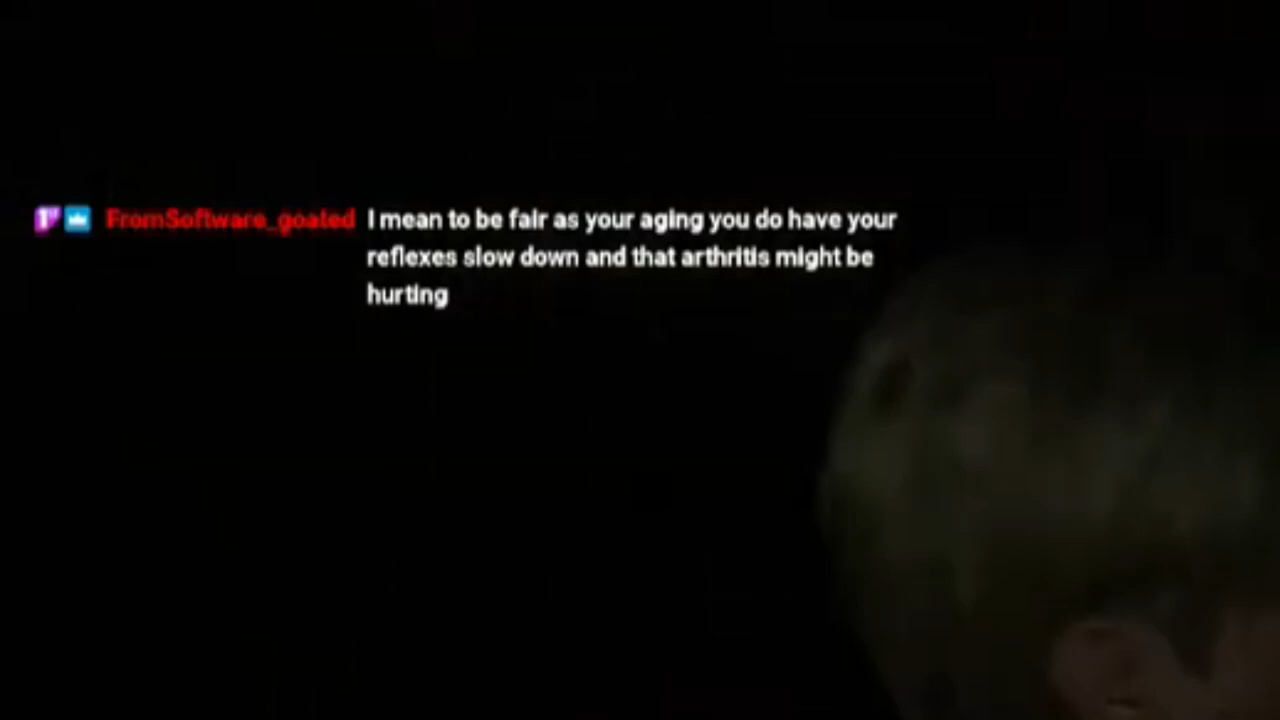 FromSoftware_goated I mean to be fair as your aging you do have your
reflexes slow down and that arthritis might be
hurting